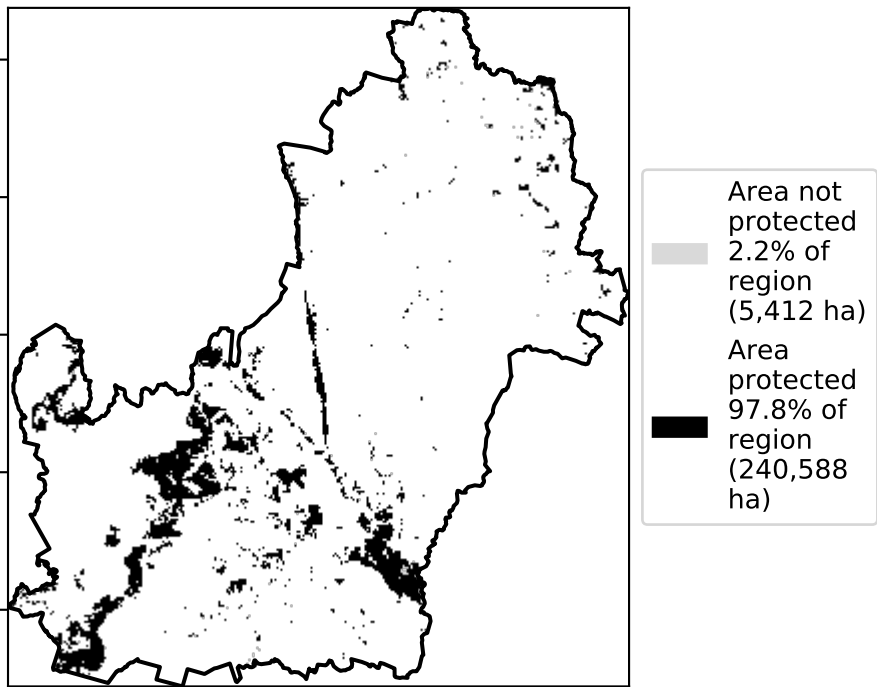 Area not
protected
2.2% of
region
(5,412 ha)
Area
protected
97.8% of
region
(240,588
ha)